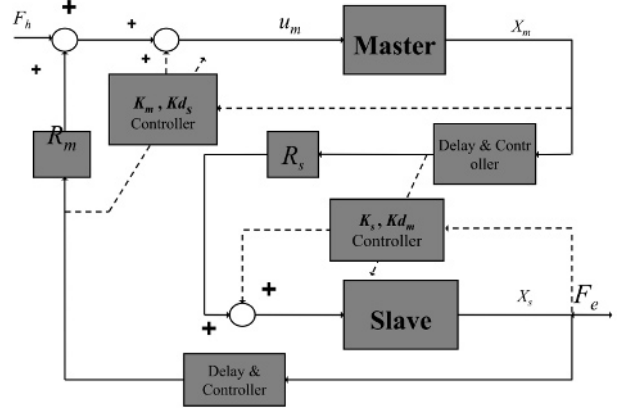 F_h
+
+
u_m
X_m
Master
+
+
K_m , Kd_s
Controller
R_m
R_s
Delay & Contr
oller
K_s , Kd_m
Controller
+
+
Slave
X_s
F_e
Delay &
Controller